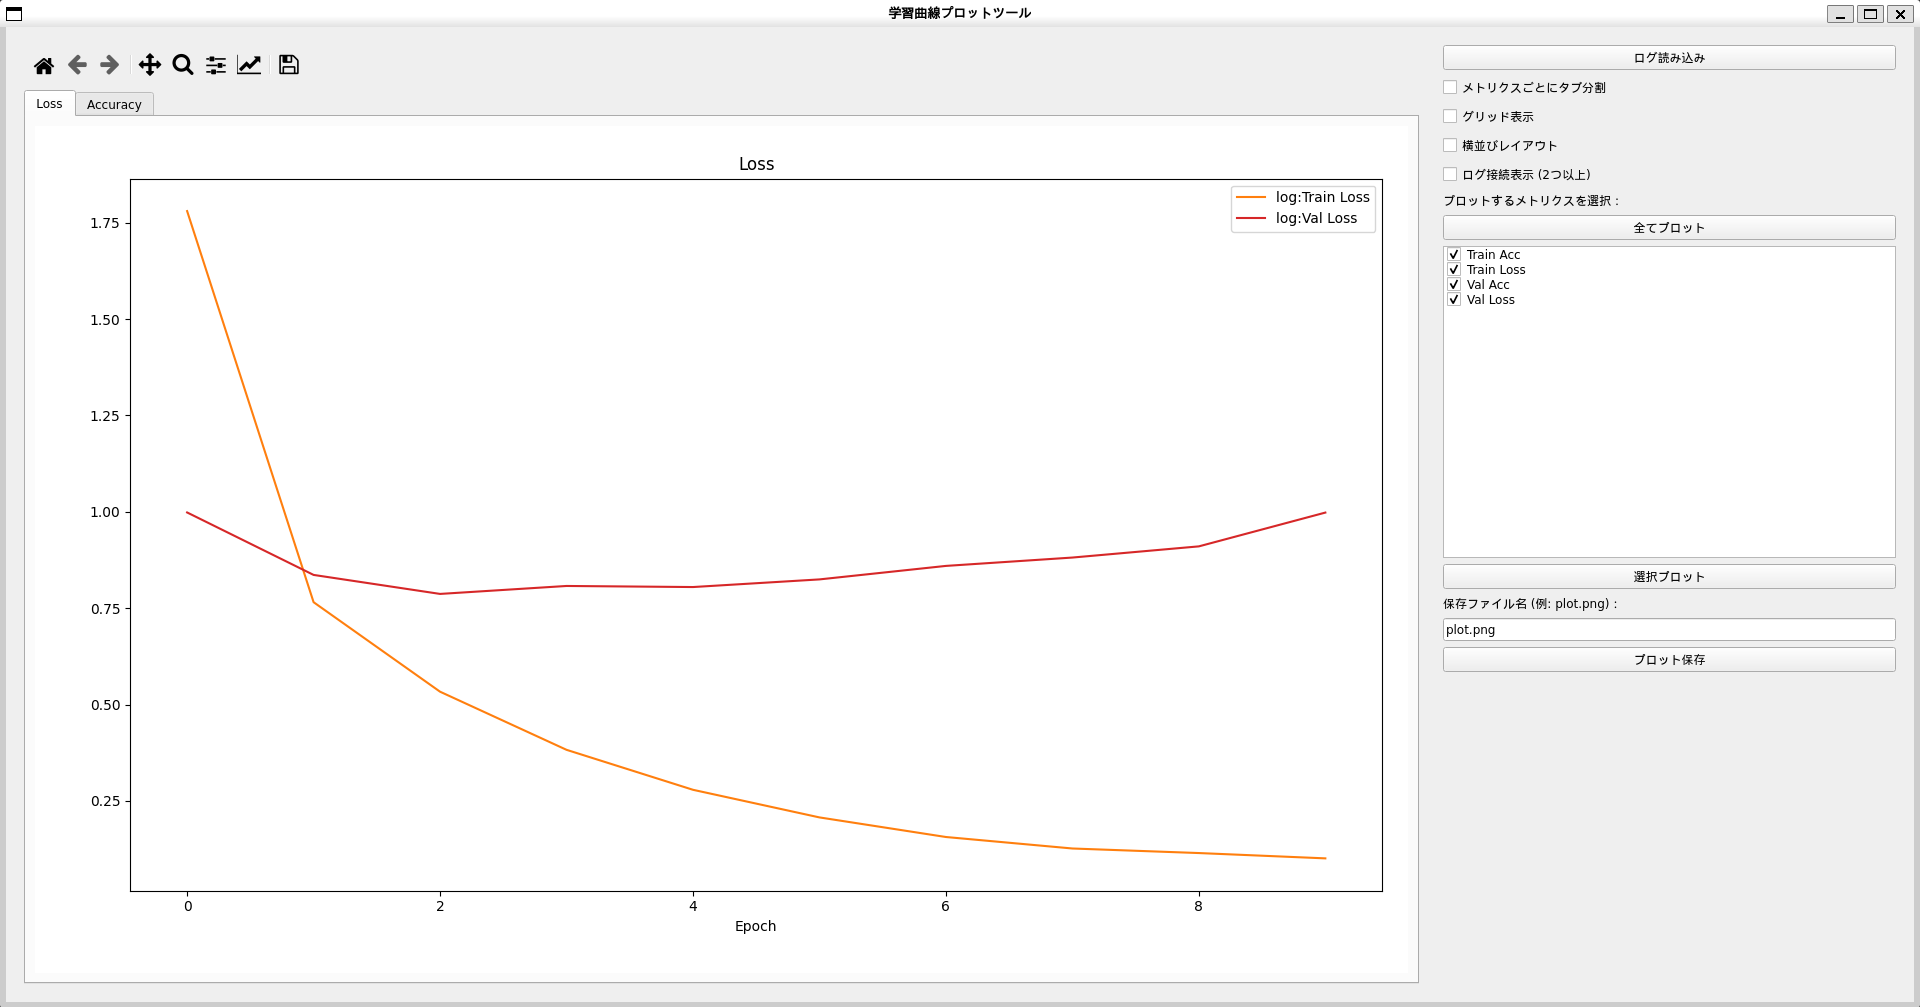 学習曲線プロットツール
Loss
Accuracy
Loss
log:Train Loss
log:Val Loss
1.75
1.50
1.25
1.00
0.75
0.50
0.25
0
2
4
6
8
Epoch
ログ読み込み
メトリクスごとにタブ分割
グリッド表示
横並びレイアウト
ログ接続表示 (2つ以上)
プロットするメトリクスを選択：
全てプロット
Train Acc
Train Loss
Val Acc
Val Loss
選択プロット
保存ファイル名 (例: plot.png)：
plot.png
プロット保存